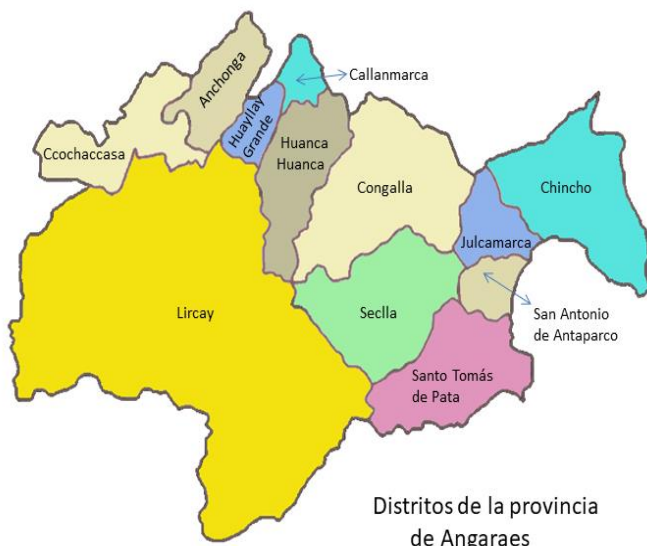 Anchonga
Callanmarca
Huayllay
Grande
Ccochaccasa
Huanca
Huanca
Congalla
Chincho
Julcamarca
Lircay
Seclla
San Antonio
de Antaparco
Santo Tomás
de Pata
Distritos de la provincia
de Angaraes